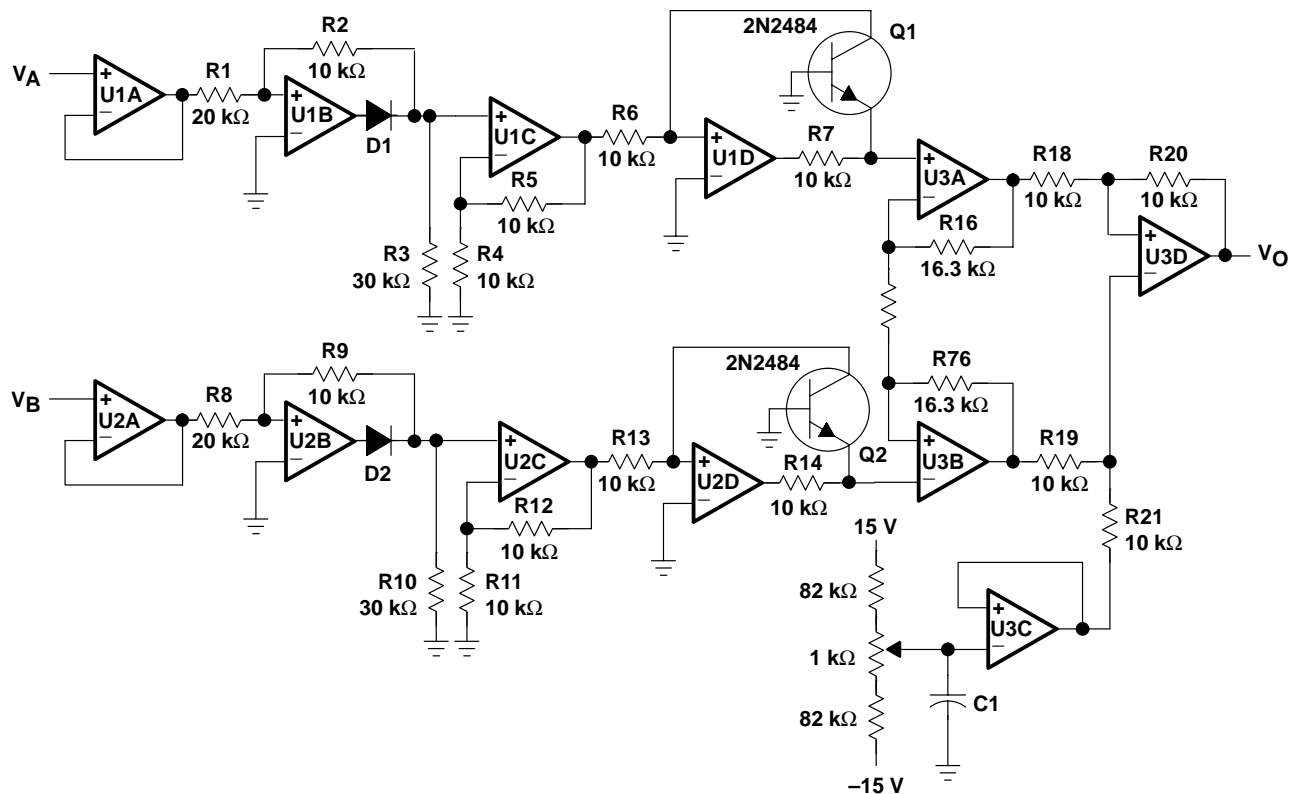 2N2484
Q1
VA
+
U1A
−
R1
20 kΩ
R2
10 kΩ
+
U1B
−
D1
R3
30 kΩ
+
U1C
−
R5
10 kΩ
R4
10 kΩ
R6
10 kΩ
+
U1D
−
R7
10 kΩ
+
U3A
−
R16
16.3 kΩ
R18
10 kΩ
R20
10 kΩ
+
U3D
−
VO
VB
+
U2A
−
R8
20 kΩ
R9
10 kΩ
+
U2B
−
D2
R10
30 kΩ
+
U2C
−
R12
10 kΩ
R11
10 kΩ
R13
10 kΩ
2N2484
Q2
+
U2D
−
R14
10 kΩ
R76
16.3 kΩ
+
U3B
−
R19
10 kΩ
R21
10 kΩ
15 V
82 kΩ
1 kΩ
82 kΩ
–15 V
C1
+
U3C
−